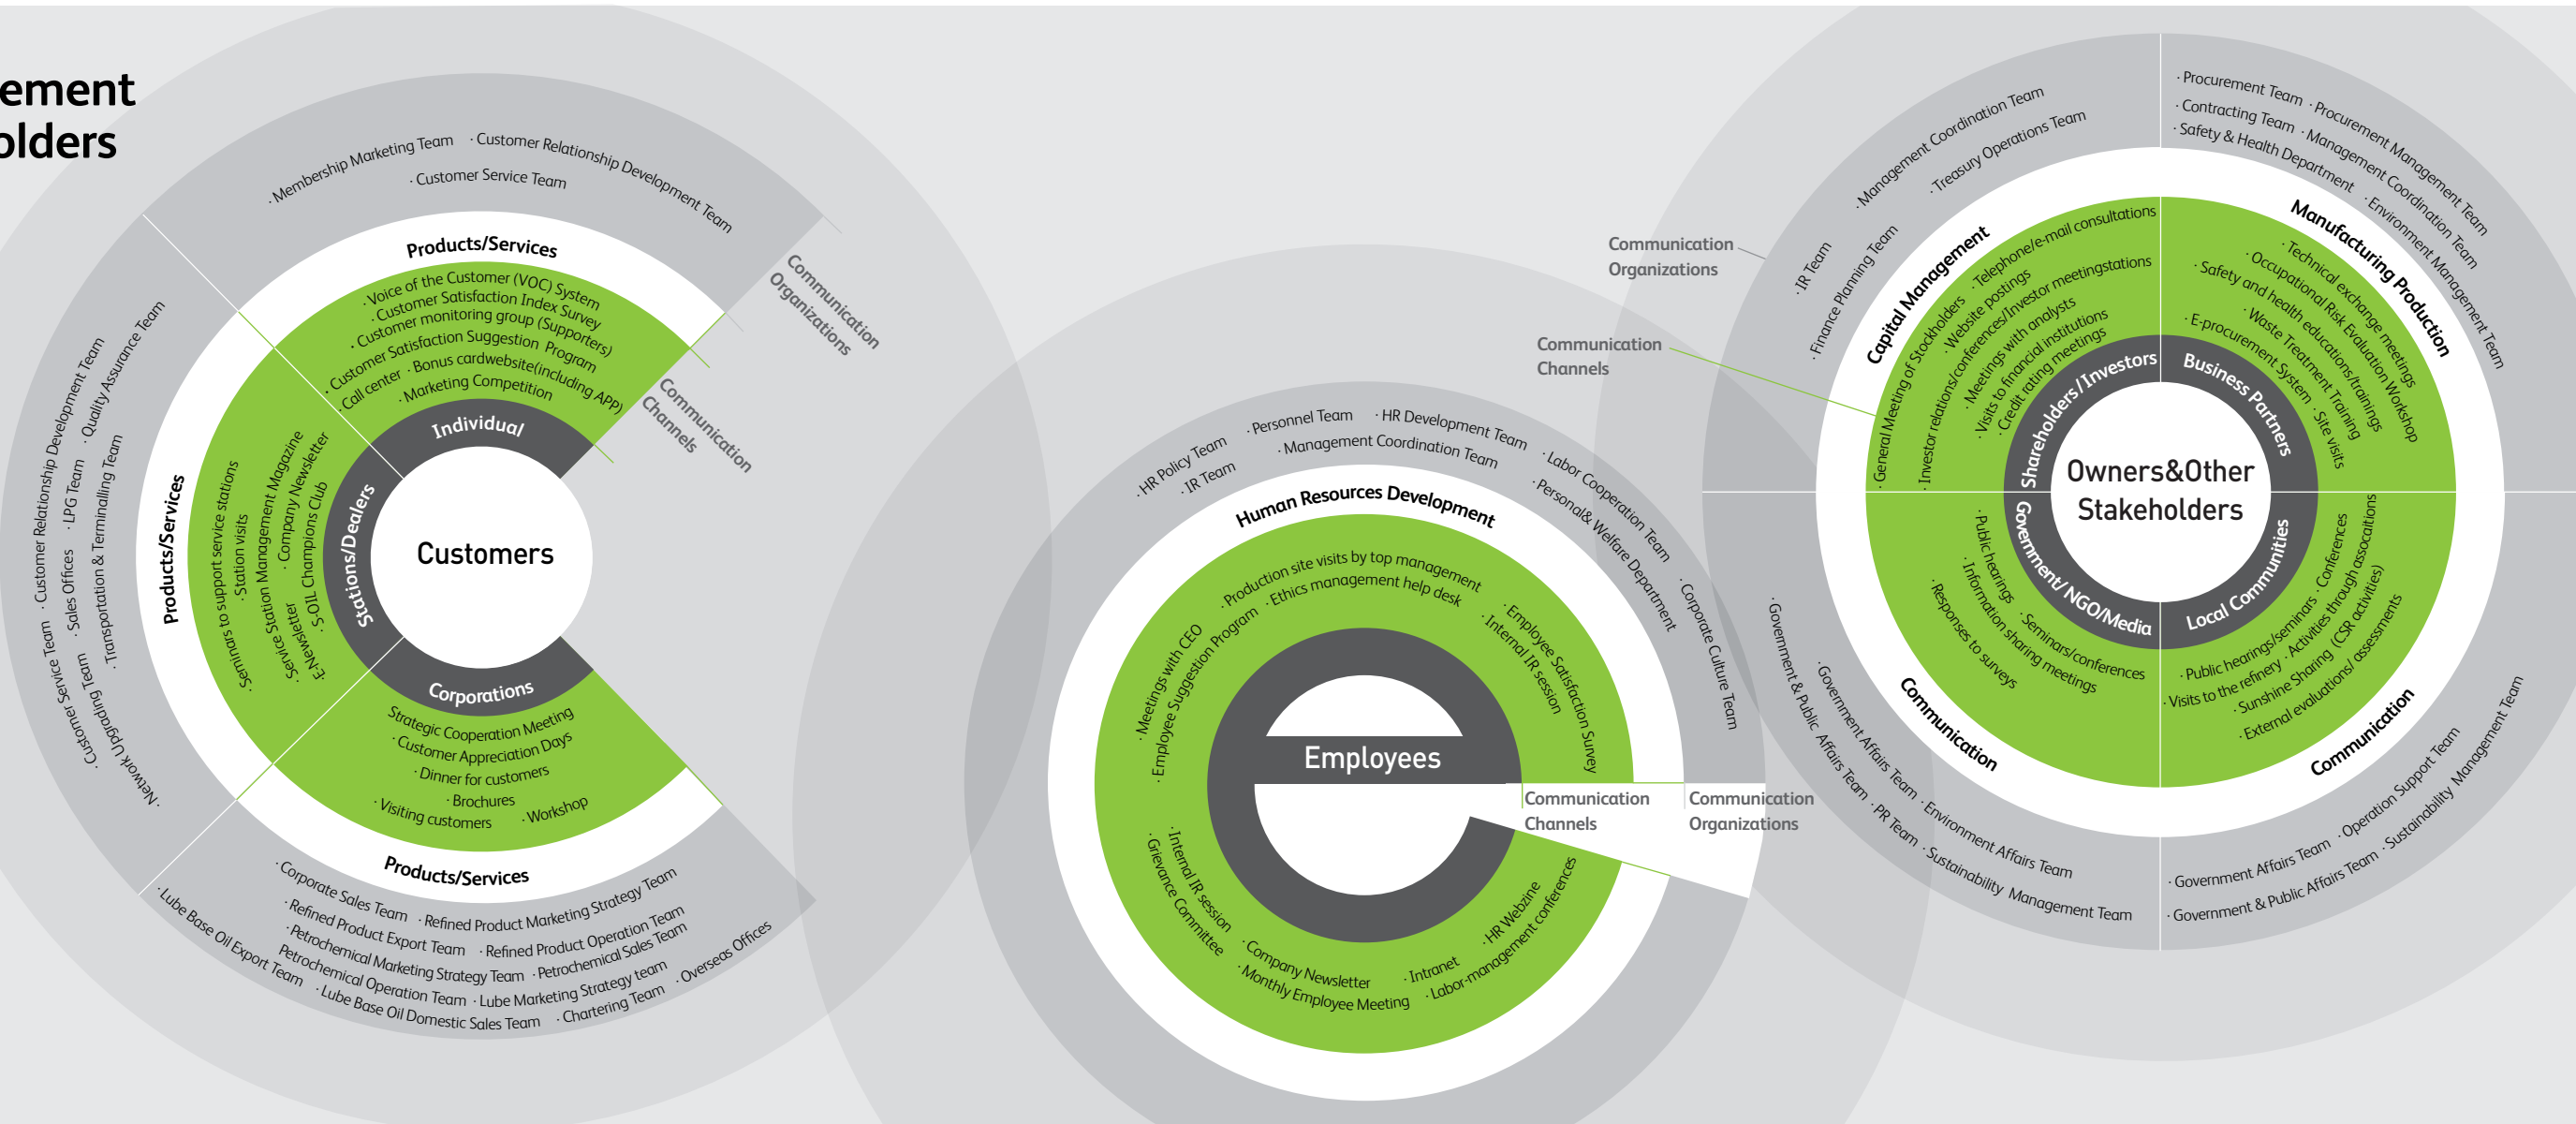 ement
olders
· Membership Marketing Team
· Customer Relationship Development Team
· Customer Service Team
Products/Services
· Voice of the Customer (VOC) System
· Customer Satisfaction Index Survey
· Customer monitoring group (Supporters)
· Customer Satisfaction Suggestion Program
· Call center · Bonus cardwebsite(including APP)
· Marketing Competition
Individual
Communication
Organizations
Communication
Channels
· Customer Service Team · Customer Relationship Development Team
· Network Upgrading Team · Sales Offices · LPG Team · Quality Assurance Team
· Transportation & Terminalling Team
Products/Services
· Seminars to support service stations
· Station visits
· Service Station Management Magazine
· Company Newsletter
E-Newsletter
· S-OIL Champions Club
Stations/Dealers
Customers
Corporations
Strategic Cooperation Meeting
· Customer Appreciation Days
· Dinner for customers
· Brochures
· Visiting customers
· Workshop
Products/Services
· Corporate Sales Team · Refined Product Marketing Strategy Team
· Refined Product Export Team · Refined Product Operation Team
· Petrochemical Marketing Strategy Team · Petrochemical Sales Team
Petrochemical Operation Team · Lube Marketing Strategy team
· Lube Base Oil Export Team · Lube Base Oil Domestic Sales Team · Chartering Team · Overseas Offices
· HR Policy Team · Personnel Team · HR Development Team · Labor Cooperation Team · Corporate Culture Team
· IR Team · Management Coordination Team · Personal& Welfare Department
Human Resources Development
· Meetings with CEO · Production site visits by top management · Employee Satisfaction Survey
· Employee Suggestion Program · Ethics management help desk · Internal IR session
Employees
Communication
Channels
Communication
Organizations
· Internal IR session
· Grievance Committee
· Company Newsletter
· Monthly Employee Meeting
· Intranet
· HR Webzine
· Labor-management conferences
Communication
Organizations
Communication
Channels
· IR Team · Management Coordination Team
· Finance Planning Team · Treasury Operations Team
Capital Management
· General Meeting of Stockholders · Telephone/e-mail consultations
· Website postings
· Investor relations/conferences/Investor meetingstations
· Meetings with analysts
· Visits to financial institutions
· Credit rating meetings
Shareholders/Investors
· Procurement Team · Procurement Management Team
· Contracting Team · Management Coordination Team
· Safety & Health Department · Environment Management Team
Manufacturing Production
· Technical exchange meetings
· Occupational Risk Evaluation Workshop
· Safety and health educations/trainings
· Waste Treatment Training
· E-procurement System · Site visits
Business Partners
Owners&Other
Stakeholders
Government/ NGO/Media
· Public hearings · Seminars/conferences
· Information sharing meetings
· Responses to surveys
Communication
· Government Affairs Team · Environment Affairs Team
· Government & Public Affairs Team · PR Team · Sustainability Management Team
Local Communities
· Public hearings/seminars · Conferences
· Visits to the refinery · Activities through assocaitions
· Sunshine Sharing (CSR activities)
· External evaluations/ assessments
Communication
· Government Affairs Team · Operation Support Team
· Government & Public Affairs Team · Sustainability Management Team